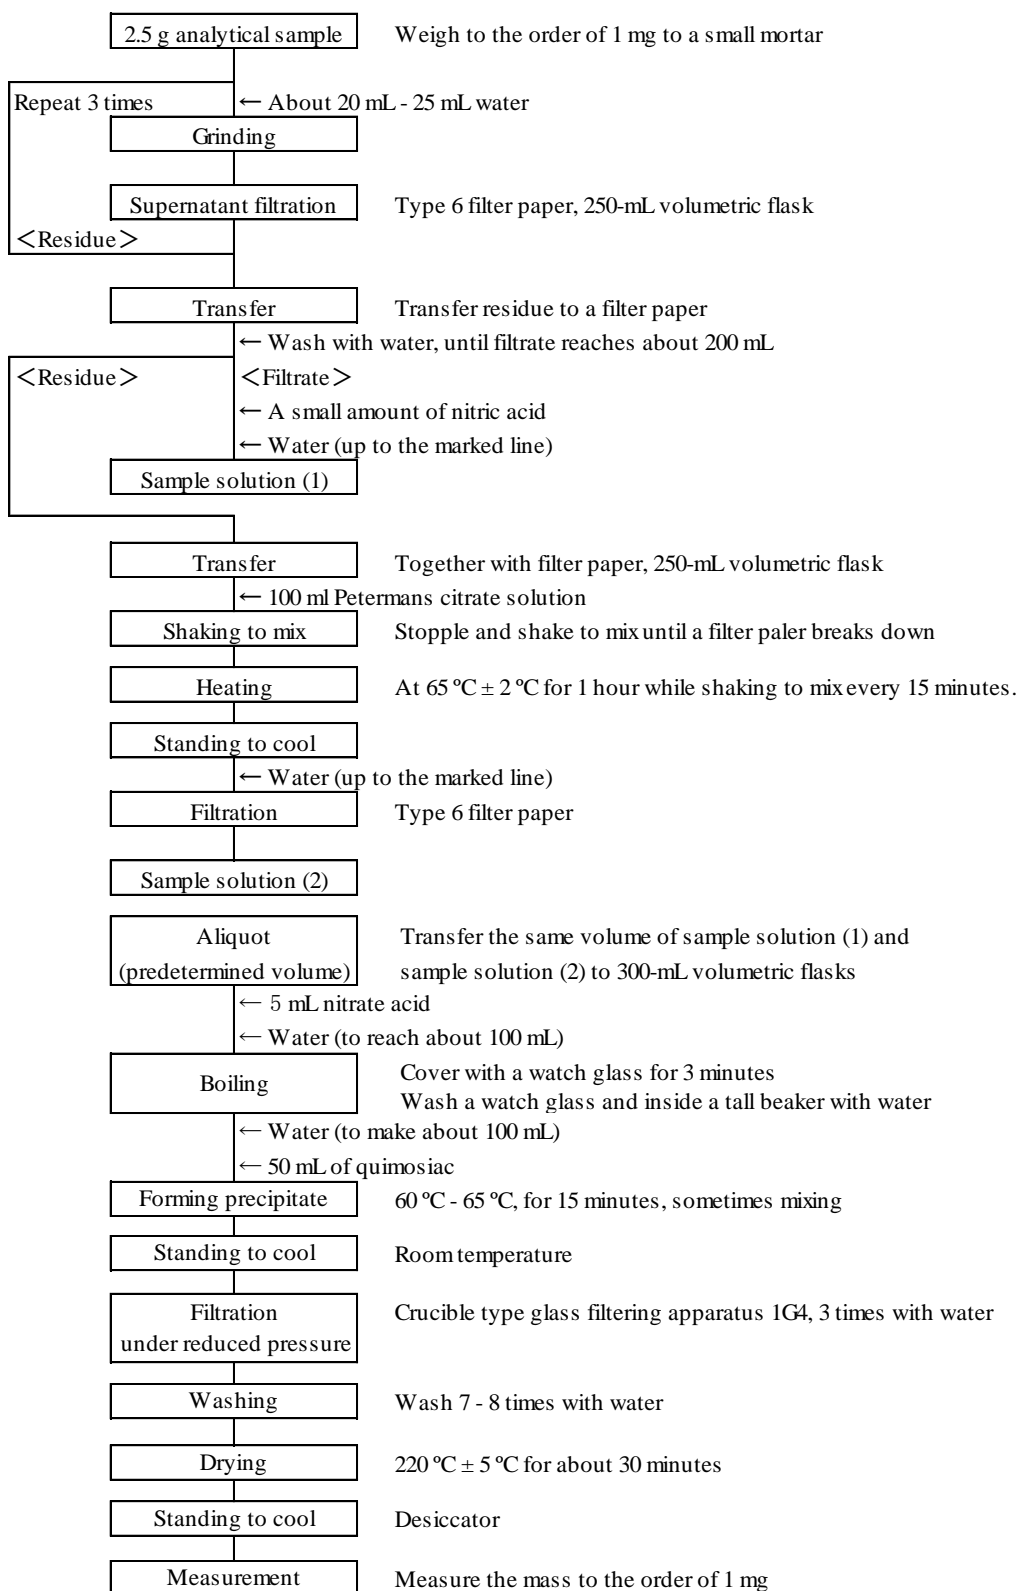 2.5 g analytical sample Weigh to the order of 1 mg to a small mortar
Repeat 3 times ← About 20 mL - 25 mL water
Grinding
Supernatant filtration Type 6 filter paper, 250-mL volumetric flask
＜Residue＞
Transfer Transfer residue to a filter paper
← Wash with water, until filtrate reaches about 200 mL
＜Residue＞ ＜Filtrate＞
← A small amount of nitric acid
← Water (up to the marked line)
Sample solution (1)
Transfer Together with filter paper, 250-mL volumetric flask
← 100 ml Petermans citrate solution
Shaking to mix Stopple and shake to mix until a filter paler breaks down
Heating At 65 ºC ± 2 ºC for 1 hour while shaking to mix every 15 minutes.
Standing to cool
← Water (up to the marked line)
Filtration Type 6 filter paper
Sample solution (2)
Aliquot Transfer the same volume of sample solution (1) and
(predetermined volume) sample solution (2) to 300-mL volumetric flasks
← 5 mL nitrate acid
← Water (to reach about 100 mL)
Cover with a watch glass for 3 minutes
Boiling
Wash a watch glass and inside a tall beaker with water
← Water (to make about 100 mL)
← 50 mL of quimosiac
Forming precipitate 60 ºC - 65 ºC, for 15 minutes, sometimes mixing
Standing to cool Room temperature
Filtration Crucible type glass filtering apparatus 1G4, 3 times with water
under reduced pressure
Washing Wash 7 - 8 times with water
Drying 220 ºC ± 5 ºC for about 30 minutes
Standing to cool Desiccator
Measurement Measure the mass to the order of 1 mg